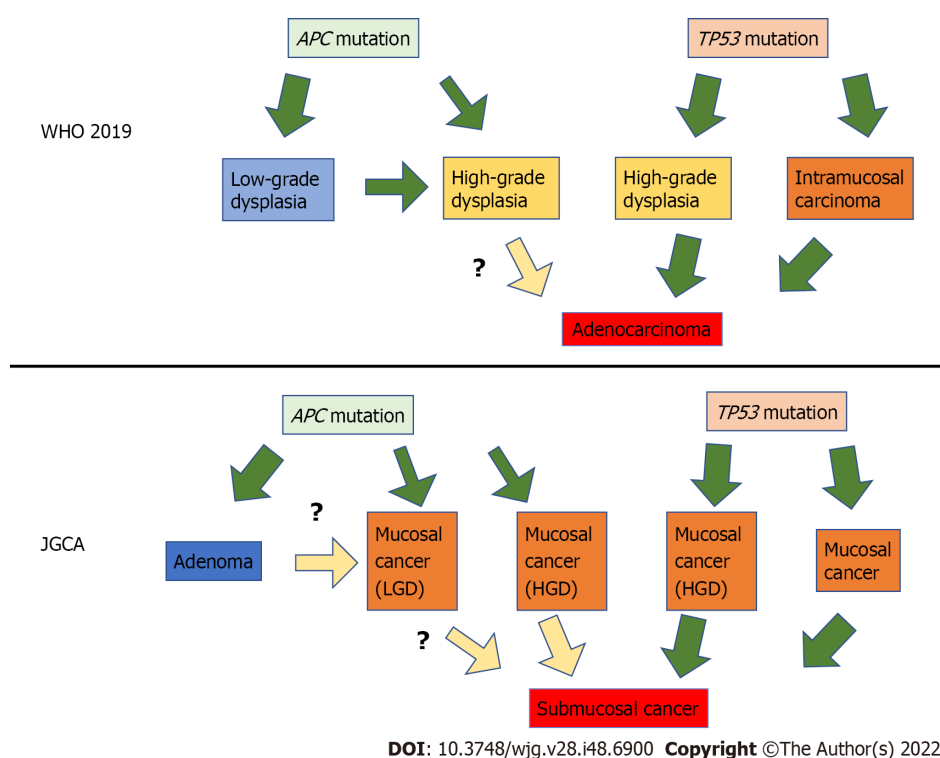 APC mutation
TP53 mutation
WHO 2019
Low-grade
dysplasia
High-grade
dysplasia
High-grade
dysplasia
Intramucosal
carcinoma
?
Adenocarcinoma
APC mutation
TP53 mutation
?
JGCA
Adenoma
Mucosal
cancer
(LGD)
Mucosal
cancer
(HGD)
Mucosal
cancer
(HGD)
Mucosal
cancer
?
Submucosal cancer
DOI: 10.3748/wjg.v28.i48.6900 Copyright ©The Author(s) 2022